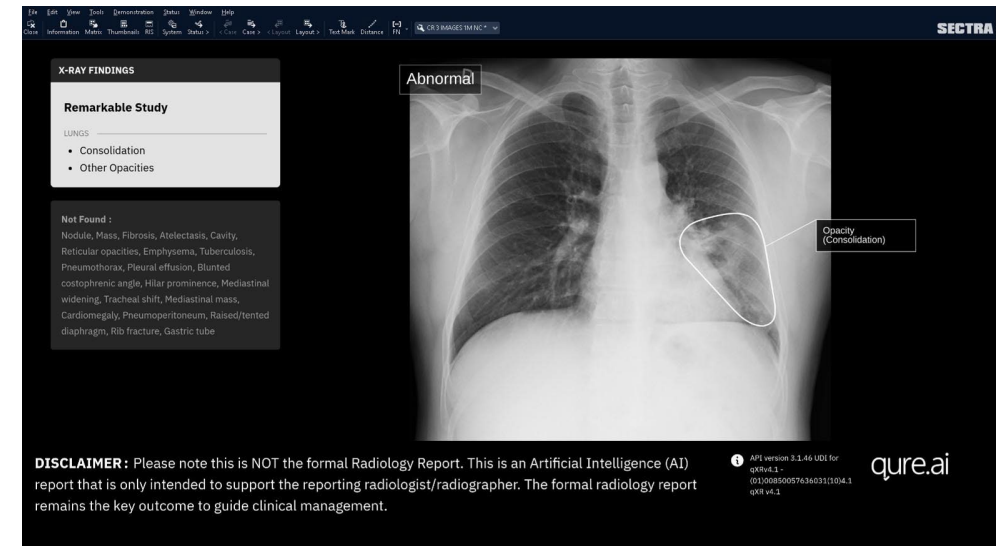 File Edit View Tools Demonstration Status Window Help
Close Information Matrix Thumbnails RIS System Status > < Case Case > < Layout Layout > Text Mark Distance FN CR 3 IMAGES 1M NC *
SECTRA
X-RAY FINDINGS
Remarkable Study
LUNGS
• Consolidation
• Other Opacities
Not Found :
Nodule, Mass, Fibrosis, Atelectasis, Cavity,
Reticular opacities, Emphysema, Tuberculosis,
Pneumothorax, Pleural effusion, Blunted
costophrenic angle, Hilar prominence, Mediastinal
widening, Tracheal shift, Mediastinal mass,
Cardiomegaly, Pneumoperitoneum, Raised/tented
diaphragm, Rib fracture, Gastric tube
Abnormal
Opacity
(Consolidation)
DISCLAIMER : Please note this is NOT the formal Radiology Report. This is an Artificial Intelligence (AI)
report that is only intended to support the reporting radiologist/radiographer. The formal radiology report
remains the key outcome to guide clinical management.
API version 3.1.46 UDI for
qXRv4.1 -
(01)00850057636031(10)4.1
qXR v4.1
qure.ai